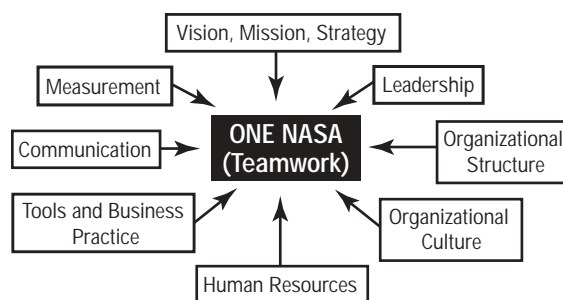 Vision, Mission, Strategy
Measurement
Leadership
ONE NASA
(Teamwork)
Communication
Organizational
Structure
Tools and Business
Practice
Organizational
Culture
Human Resources